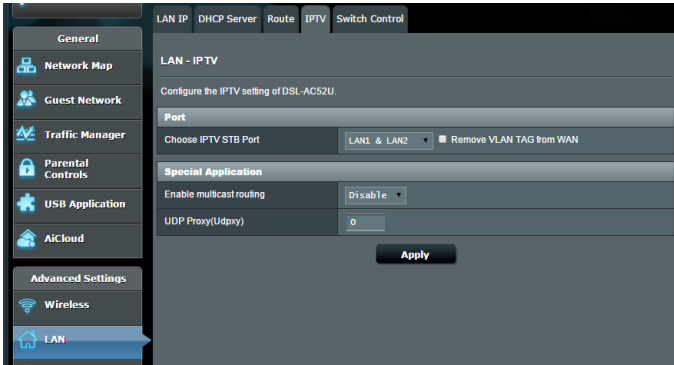 LAN IP DHCP Server Route IPTV Switch Control
General
Network Map
Guest Network
Traffic Manager
Parental
Controls
USB Application
AiCloud
Advanced Settings
Wireless
LAN
LAN - IPTV
Configure the IPTV setting of DSL-AC52U.
Port
Choose IPTV STB Port LAN1 & LAN2 Remove VLAN TAG from WAN
Special Application
Enable multicast routing Disable
UDP Proxy(Udpxy) 0
Apply